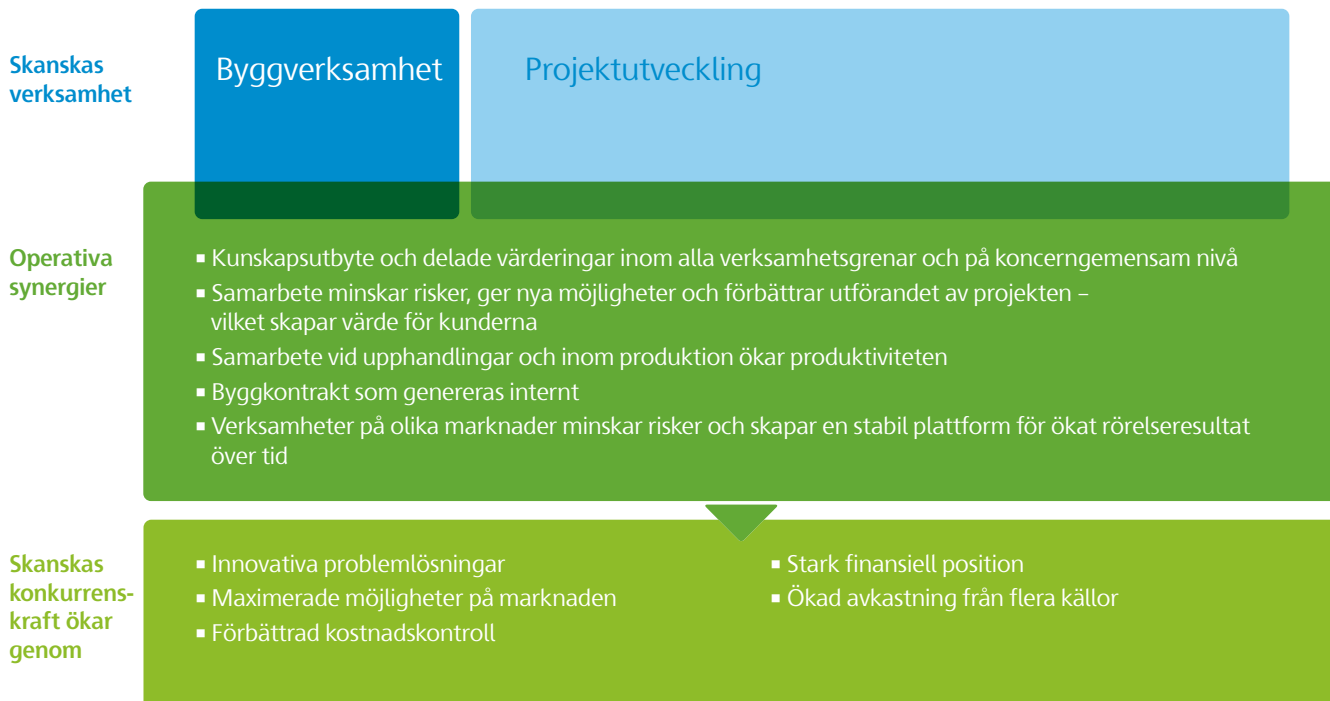 Skanskas
verksamhet
Byggverksamhet
Projektutveckling
Operativa
synergier
▪ Kunskapsutbyte och delade värderingar inom alla verksamhetsgrenar och på koncerngemensam nivå
▪ Samarbete minskar risker, ger nya möjligheter och förbättrar utförandet av projekten –
vilket skapar värde för kunderna
▪ Samarbete vid upphandlingar och inom produktion ökar produktiviteten
▪ Byggkontrakt som genereras internt
▪ Verksamheter på olika marknader minskar risker och skapar en stabil plattform för ökat rörelseresultat
över tid
Skanskas
konkurrens-
kraft ökar
genom
▪ Innovativa problemlösningar
▪ Maximerade möjligheter på marknaden
▪ Förbättrad kostnadskontroll
▪ Stark finansiell position
▪ Ökad avkastning från flera källor